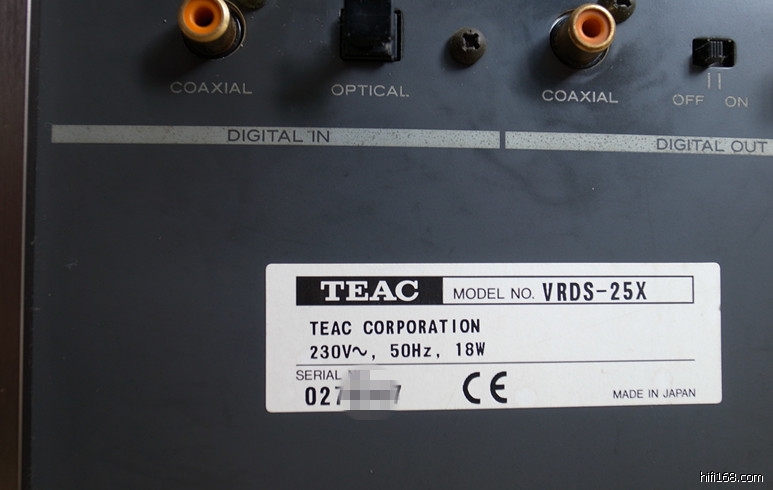 COAXIAL OPTICAL COAXIAL
OFF ON
DIGITAL IN DIGITAL OUT
TEAC MODEL NO. VRDS-25X
TEAC CORPORATION
230V~, 50Hz, 18W
SERIAL
CE
MADE IN JAPAN
hifi168.com